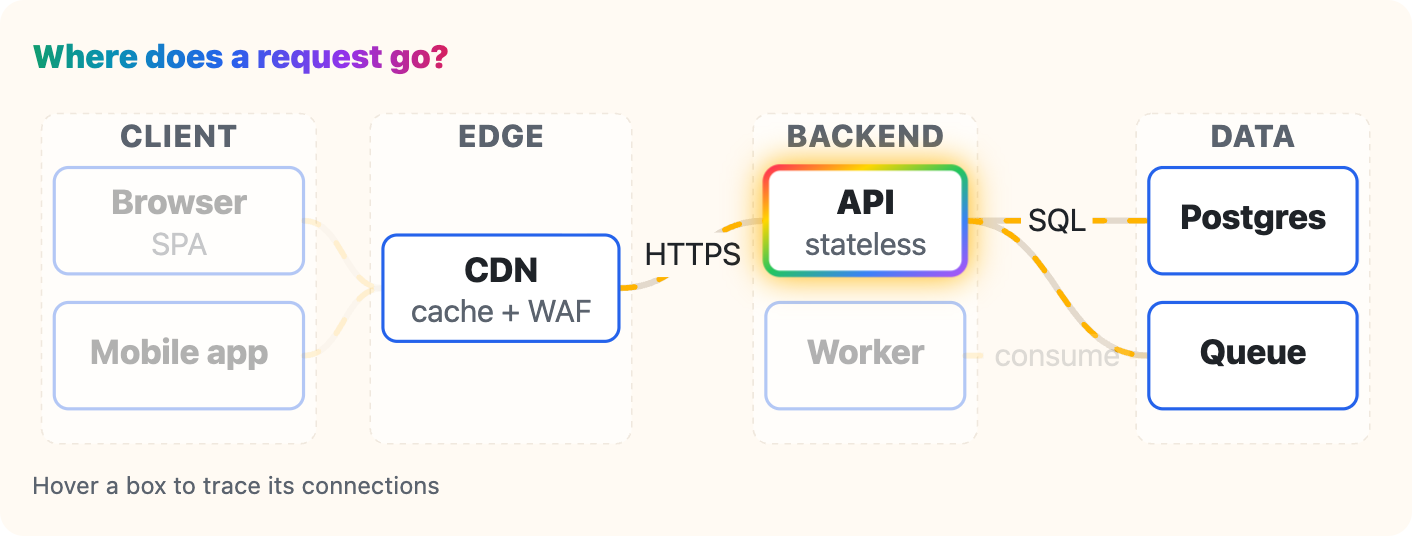 Where does a request go?
CLIENT
Browser
SPA
Mobile app
EDGE
CDN
cache + WAF
HTTPS
BACKEND
API
stateless
Worker
SQL
consume
DATA
Postgres
Queue
Hover a box to trace its connections